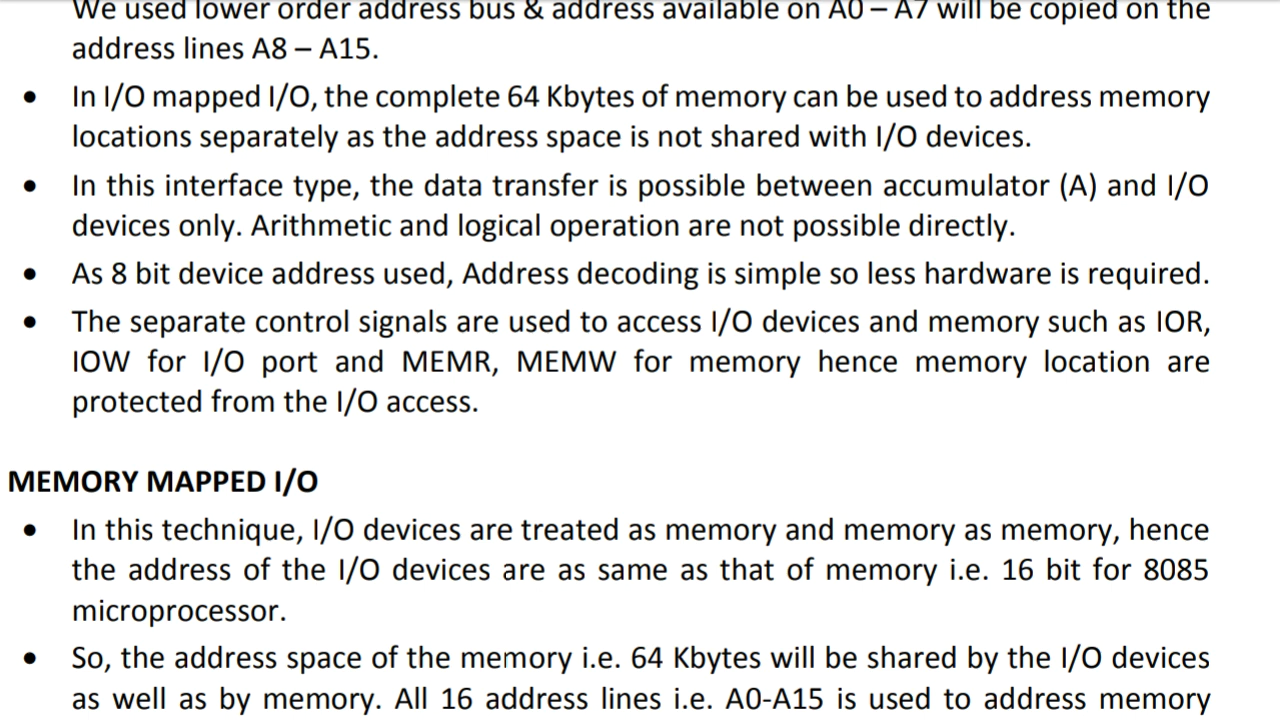 We used lower order address bus & address available on A0 – A7 will be copied on the
address lines A8 – A15.
• In I/O mapped I/O, the complete 64 Kbytes of memory can be used to address memory
locations separately as the address space is not shared with I/O devices.
• In this interface type, the data transfer is possible between accumulator (A) and I/O
devices only. Arithmetic and logical operation are not possible directly.
• As 8 bit device address used, Address decoding is simple so less hardware is required.
• The separate control signals are used to access I/O devices and memory such as IOR,
IOW for I/O port and MEMR, MEMW for memory hence memory location are
protected from the I/O access.
MEMORY MAPPED I/O
• In this technique, I/O devices are treated as memory and memory as memory, hence
the address of the I/O devices are as same as that of memory i.e. 16 bit for 8085
microprocessor.
• So, the address space of the memory i.e. 64 Kbytes will be shared by the I/O devices
as well as by memory. All 16 address lines i.e. A0-A15 is used to address memory